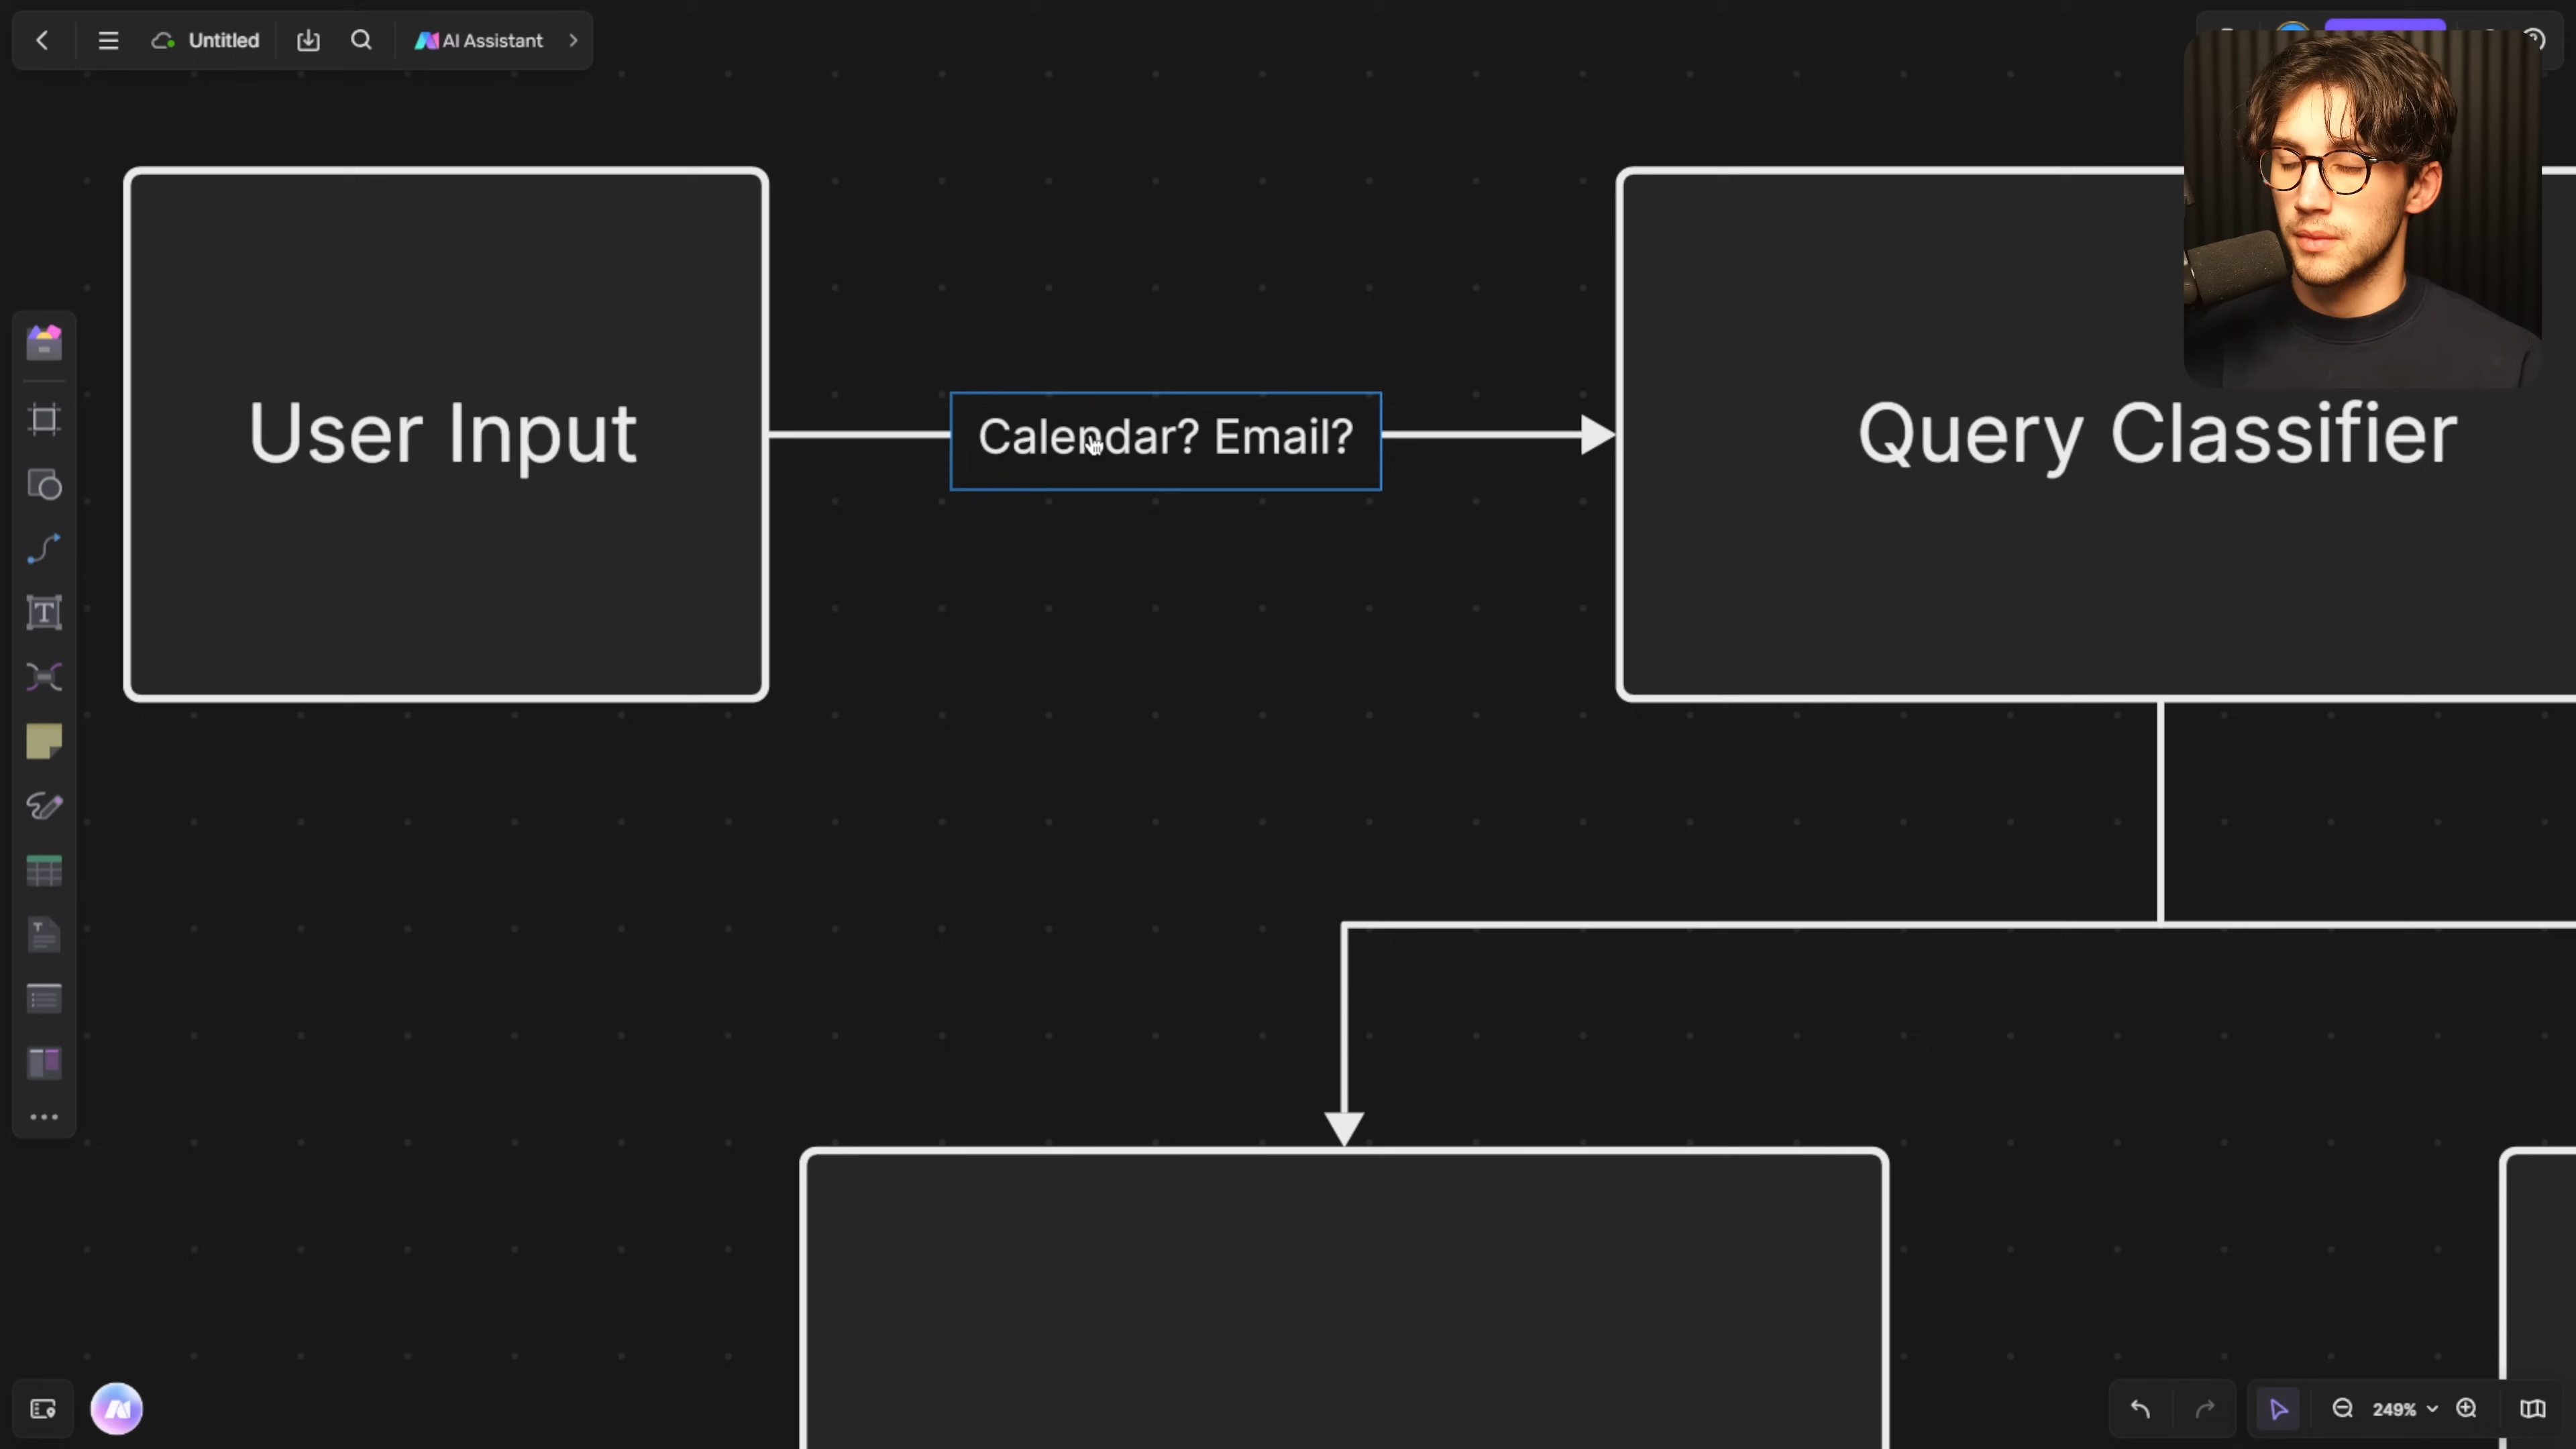 Untitled
AI Assistant
User Input
Calendar? Email?
Query Classifier
249%